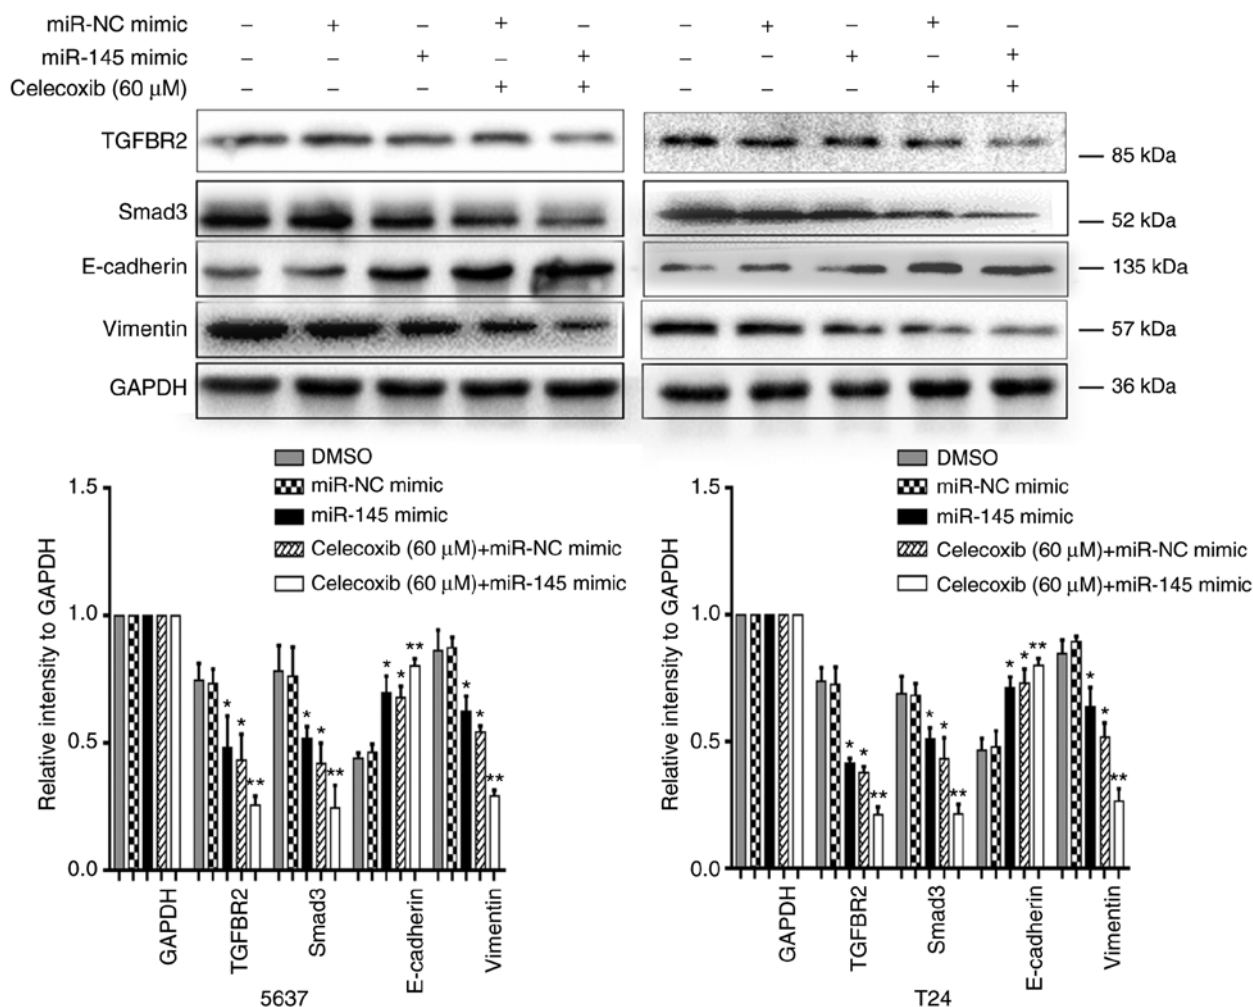 miR-NC mimic − + − + − − + − + −
miR-145 mimic − − + − + − − + − +
Celecoxib (60 μM) − − − + + − − − + +
TGFBR2
85 kDa
Smad3
52 kDa
E-cadherin
135 kDa
Vimentin
57 kDa
GAPDH
36 kDa
DMSO
miR-NC mimic
miR-145 mimic
Celecoxib (60 μM)+miR-NC mimic
Celecoxib (60 μM)+miR-145 mimic
Relative intensity to GAPDH
1.5
1.0
0.5
0.0
* * **
* * **
* * **
* * **
GAPDH
TGFBR2
Smad3
E-cadherin
Vimentin
5637
DMSO
miR-NC mimic
miR-145 mimic
Celecoxib (60 μM)+miR-NC mimic
Celecoxib (60 μM)+miR-145 mimic
Relative intensity to GAPDH
1.5
1.0
0.5
0.0
* * **
* * **
* * **
* * **
GAPDH
TGFBR2
Smad3
E-cadherin
Vimentin
T24